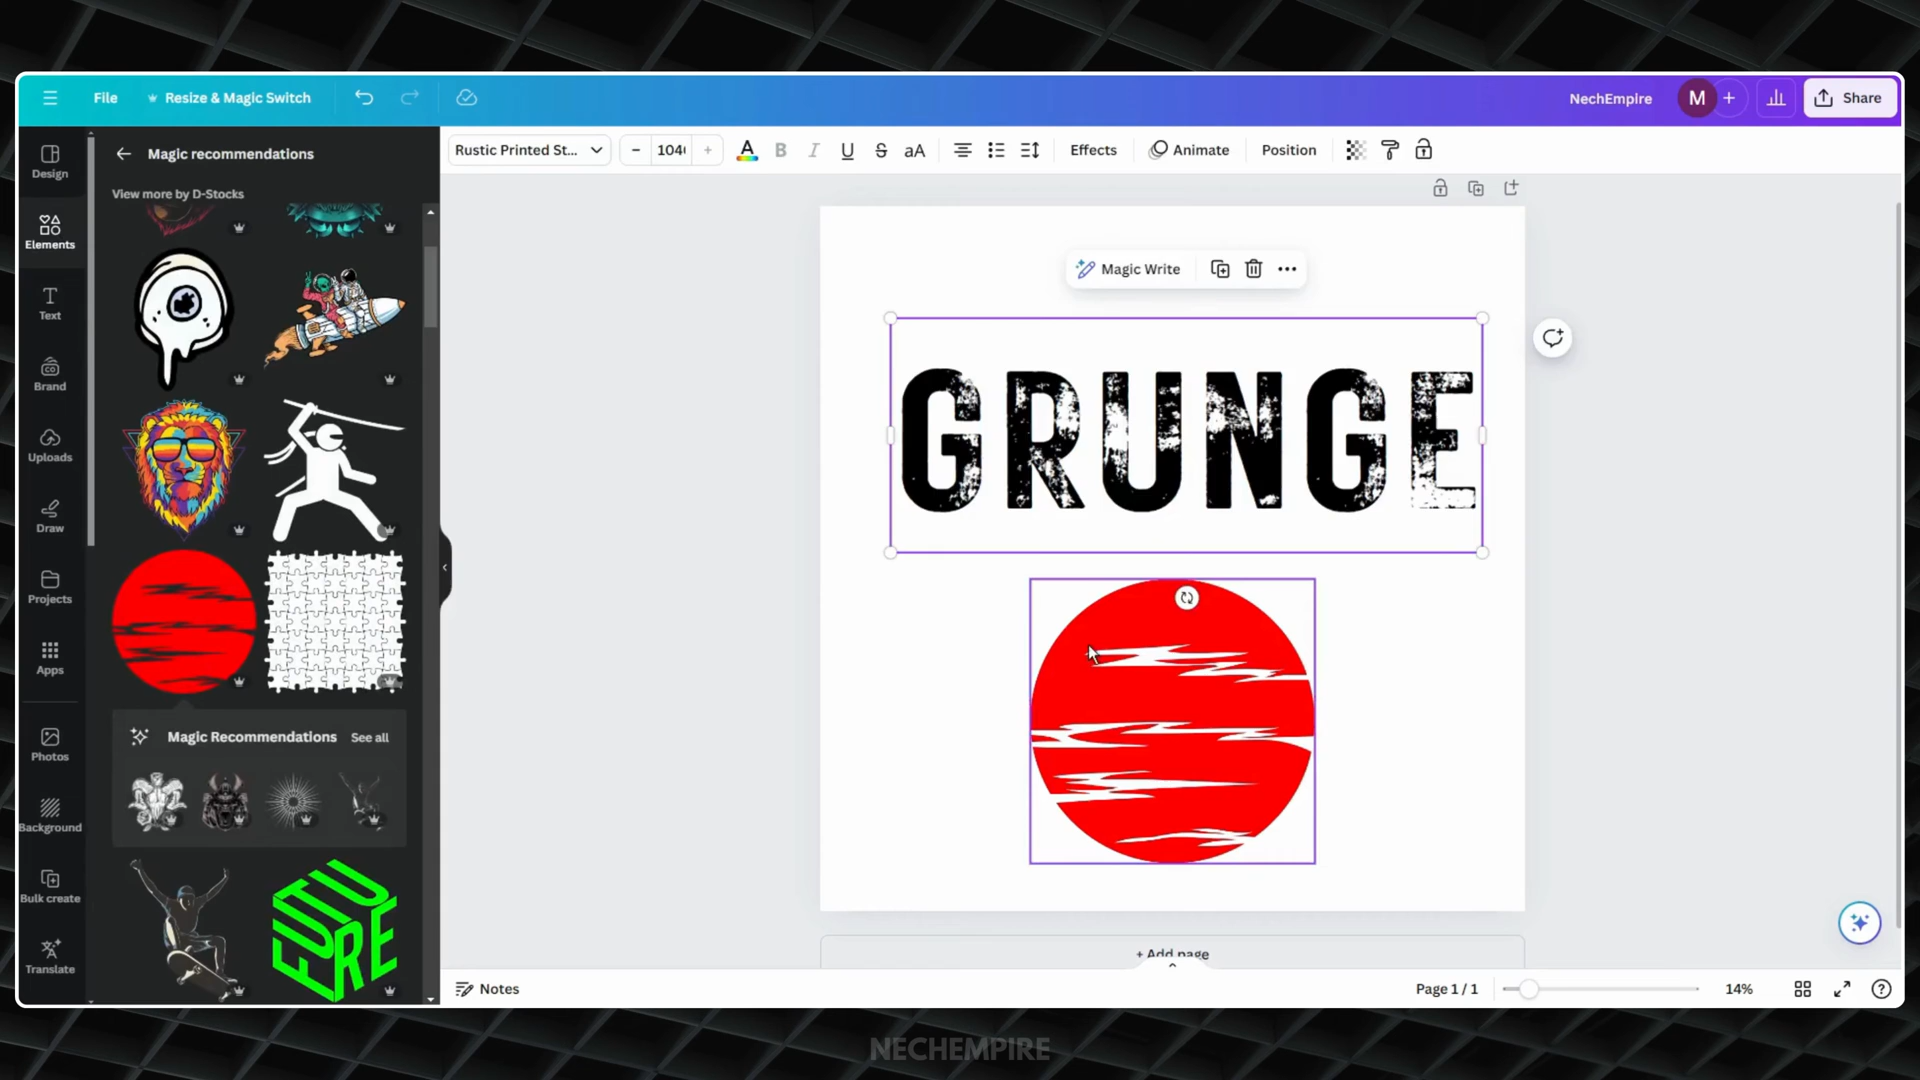 File
Resize & Magic Switch
NechEmpire
M
+
Share
Design
Elements
Text
Brand
Uploads
Draw
Projects
Apps
Photos
Background
Bulk create
Translate
Magic recommendations
View more by D-Stocks
Magic Recommendations
See all
FUTURE
Rustic Printed St...
-
104
+
A
B
I
U
S
aA
Effects
Animate
Position
Magic Write
GRUNGE
+ Add page
Notes
Page 1 / 1
14%
?
NECHEMPIRE